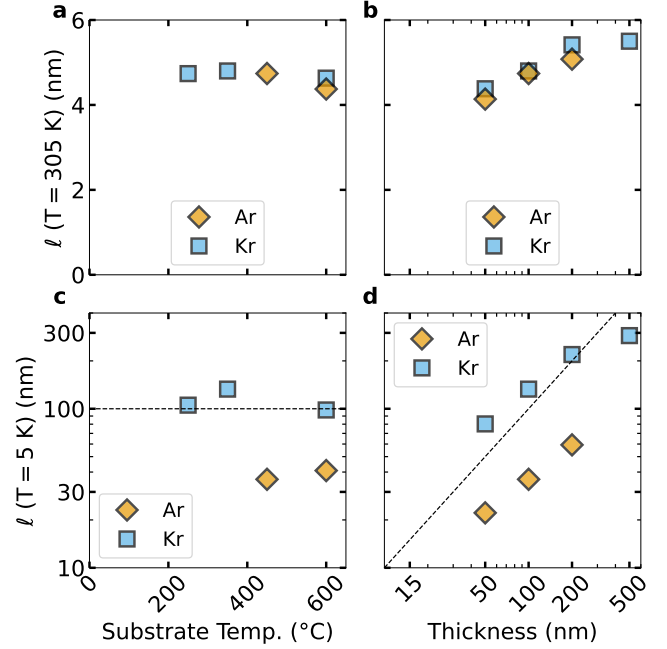 a
b
6
4
2
0
ℓ (T = 305 K) (nm)
Ar
Kr
Ar
Kr
c
d
300
100
30
10
ℓ (T = 5 K) (nm)
Ar
Kr
Ar
Kr
0
200
400
600
Substrate Temp. (°C)
15
50
100
200
500
Thickness (nm)